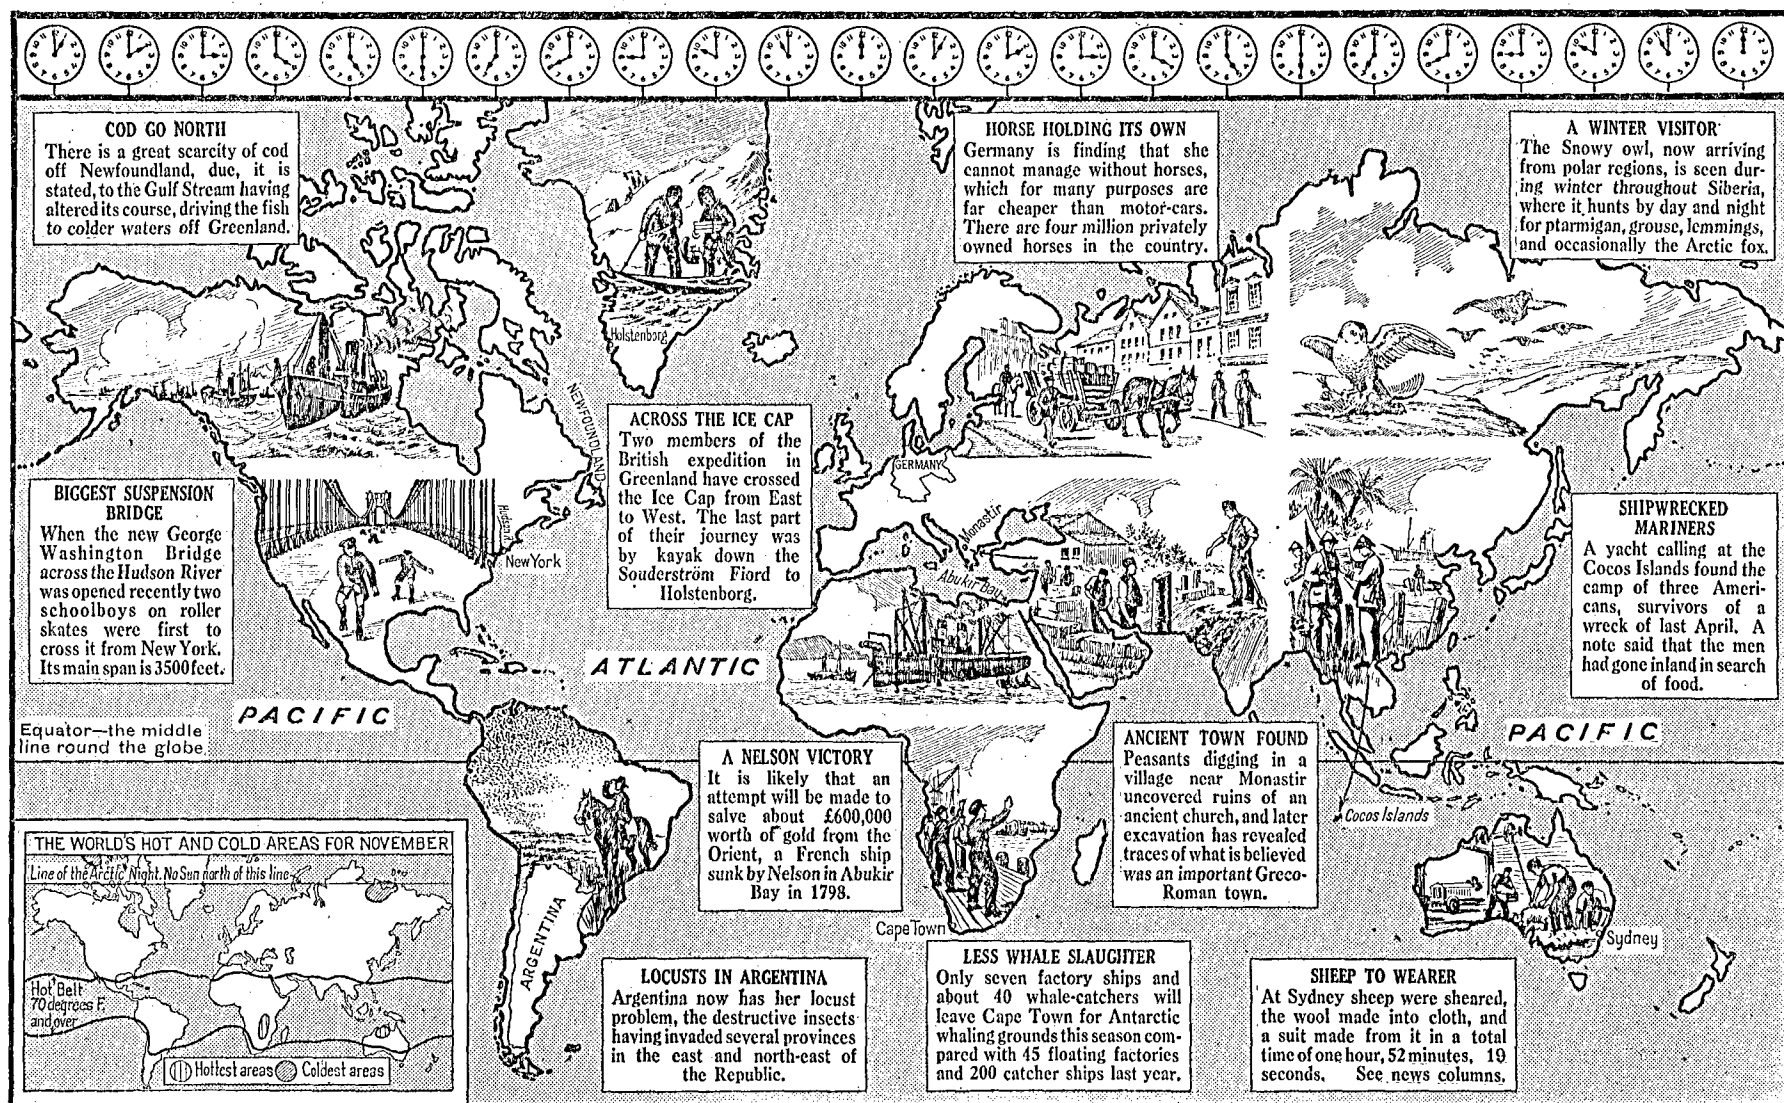 COD GO NORTH
There is a great scarcity of cod
off Newfoundland, due, it is
stated, to the Gulf Stream having
altered its course, driving the fish
to colder waters off Greenland.
HORSE HOLDING ITS OWN
Germany is finding that she
cannot manage without horses,
which for many purposes are
far cheaper than motor-cars.
There are four million privately
owned horses in the country.
A WINTER VISITOR
The Snowy owl, now arriving
from polar regions, is seen dur-
ing winter throughout Siberia,
where it hunts by day and night
for ptarmigan, grouse, lemmings,
and occasionally the Arctic fox.
Holstenborg
NEWFOUNDLAND
ACROSS THE ICE CAP
Two members of the
British expedition in
Greenland have crossed
the Ice Cap from East
to West. The last part
of their journey was
by kayak down the
Souderström Fiord to
Holstenborg.
GERMANY
BIGGEST SUSPENSION
BRIDGE
When the new George
Washington Bridge
across the Hudson River
was opened recently two
schoolboys on roller
skates were first to
cross it from New York.
Its main span is 3500 feet.
Hudson R
New York
Monastir
Abukir Bay
SHIPWRECKED
MARINERS
A yacht calling at the
Cocos Islands found the
camp of three Ameri-
cans, survivors of a
wreck of last April. A
note said that the men
had gone inland in search
of food.
ATLANTIC
PACIFIC
PACIFIC
Equator—the middle
line round the globe
A NELSON VICTORY
It is likely that an
attempt will be made to
salve about £600,000
worth of gold from the
Orient, a French ship
sunk by Nelson in Abukir
Bay in 1798.
ANCIENT TOWN FOUND
Peasants digging in a
village near Monastir
uncovered ruins of an
ancient church, and later
excavation has revealed
traces of what is believed
was an important Greco-
Roman town.
Cocos Islands
THE WORLD'S HOT AND COLD AREAS FOR NOVEMBER
Line of the Arctic Night. No Sun north of this line
Hot Belt
70 degrees F.
and over
Hottest areas
Coldest areas
ARGENTINA
LOCUSTS IN ARGENTINA
Argentina now has her locust
problem, the destructive insects
having invaded several provinces
in the east and north-east of
the Republic.
Cape Town
LESS WHALE SLAUGHTER
Only seven factory ships and
about 40 whale-catchers will
leave Cape Town for Antarctic
whaling grounds this season com-
pared with 45 floating factories
and 200 catcher ships last year.
Sydney
SHEEP TO WEARER
At Sydney sheep were sheared,
the wool made into cloth, and
a suit made from it in a total
time of one hour, 52 minutes, 19
seconds. See news columns.